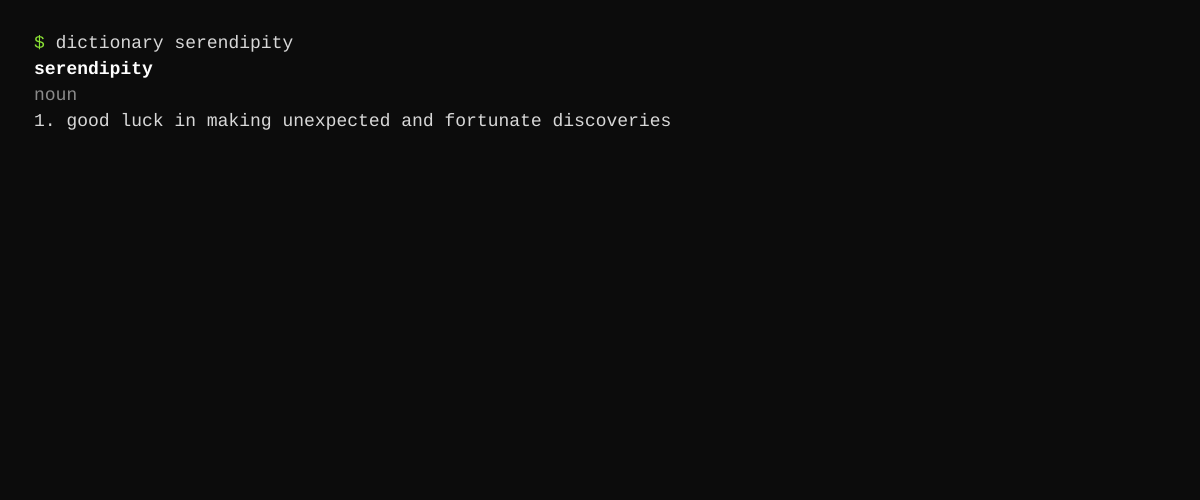 $ dictionary serendipity
serendipity
noun
1. good luck in making unexpected and fortunate discoveries